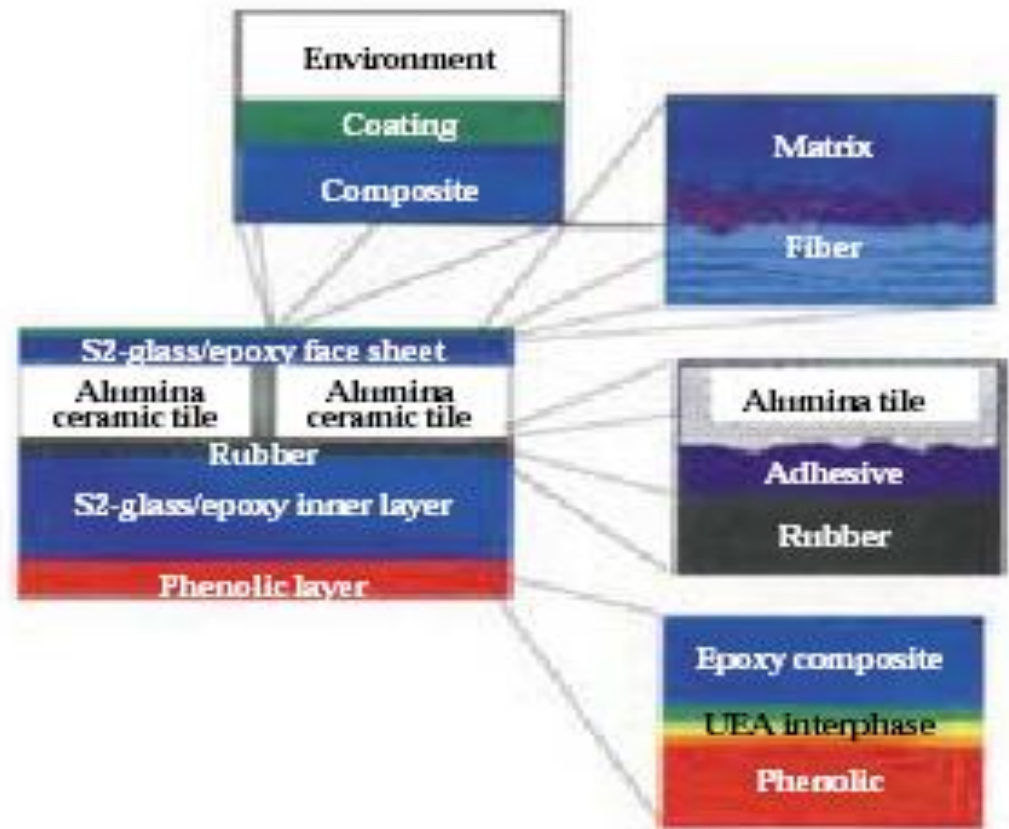 Environment
Coating
Composite
Matrix
Fiber
S2-glass/epoxy face sheet
Alumina
ceramic tile
Alumina
ceramic tile
Rubber
S2-glass/epoxy inner layer
Phenolic layer
Alumina tile
Adhesive
Rubber
Epoxy composite
UEA interphase
Phenolic